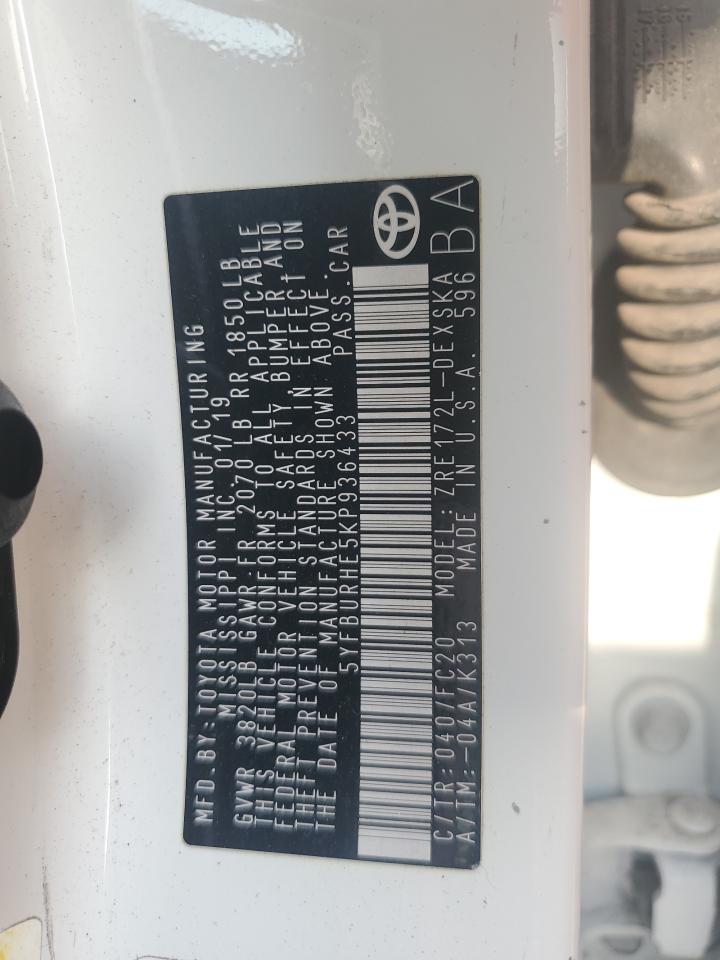 MFD.BY:TOYOTA MOTOR MANUFACTURING
MISSISSIPPI INC.01/19
GVWR 3820LB GAWR FR 2070 LB RR 1850 LB
THIS VEHICLE CONFORMS TO ALL APPLICABLE
FEDERAL MOTOR VEHICLE SAFETY, BUMPER, AND
THEFT PREVENTION STANDARDS IN EFFECT ON
THE DATE OF MANUFACTURE SHOWN ABOVE.
5YFBURHE5KP936433 PASS.CAR
C/TR:040/FC20 MODEL:ZRE172L-DEXSKA
A/TM:-04A/K313 MADE IN U.S.A. 596
BA